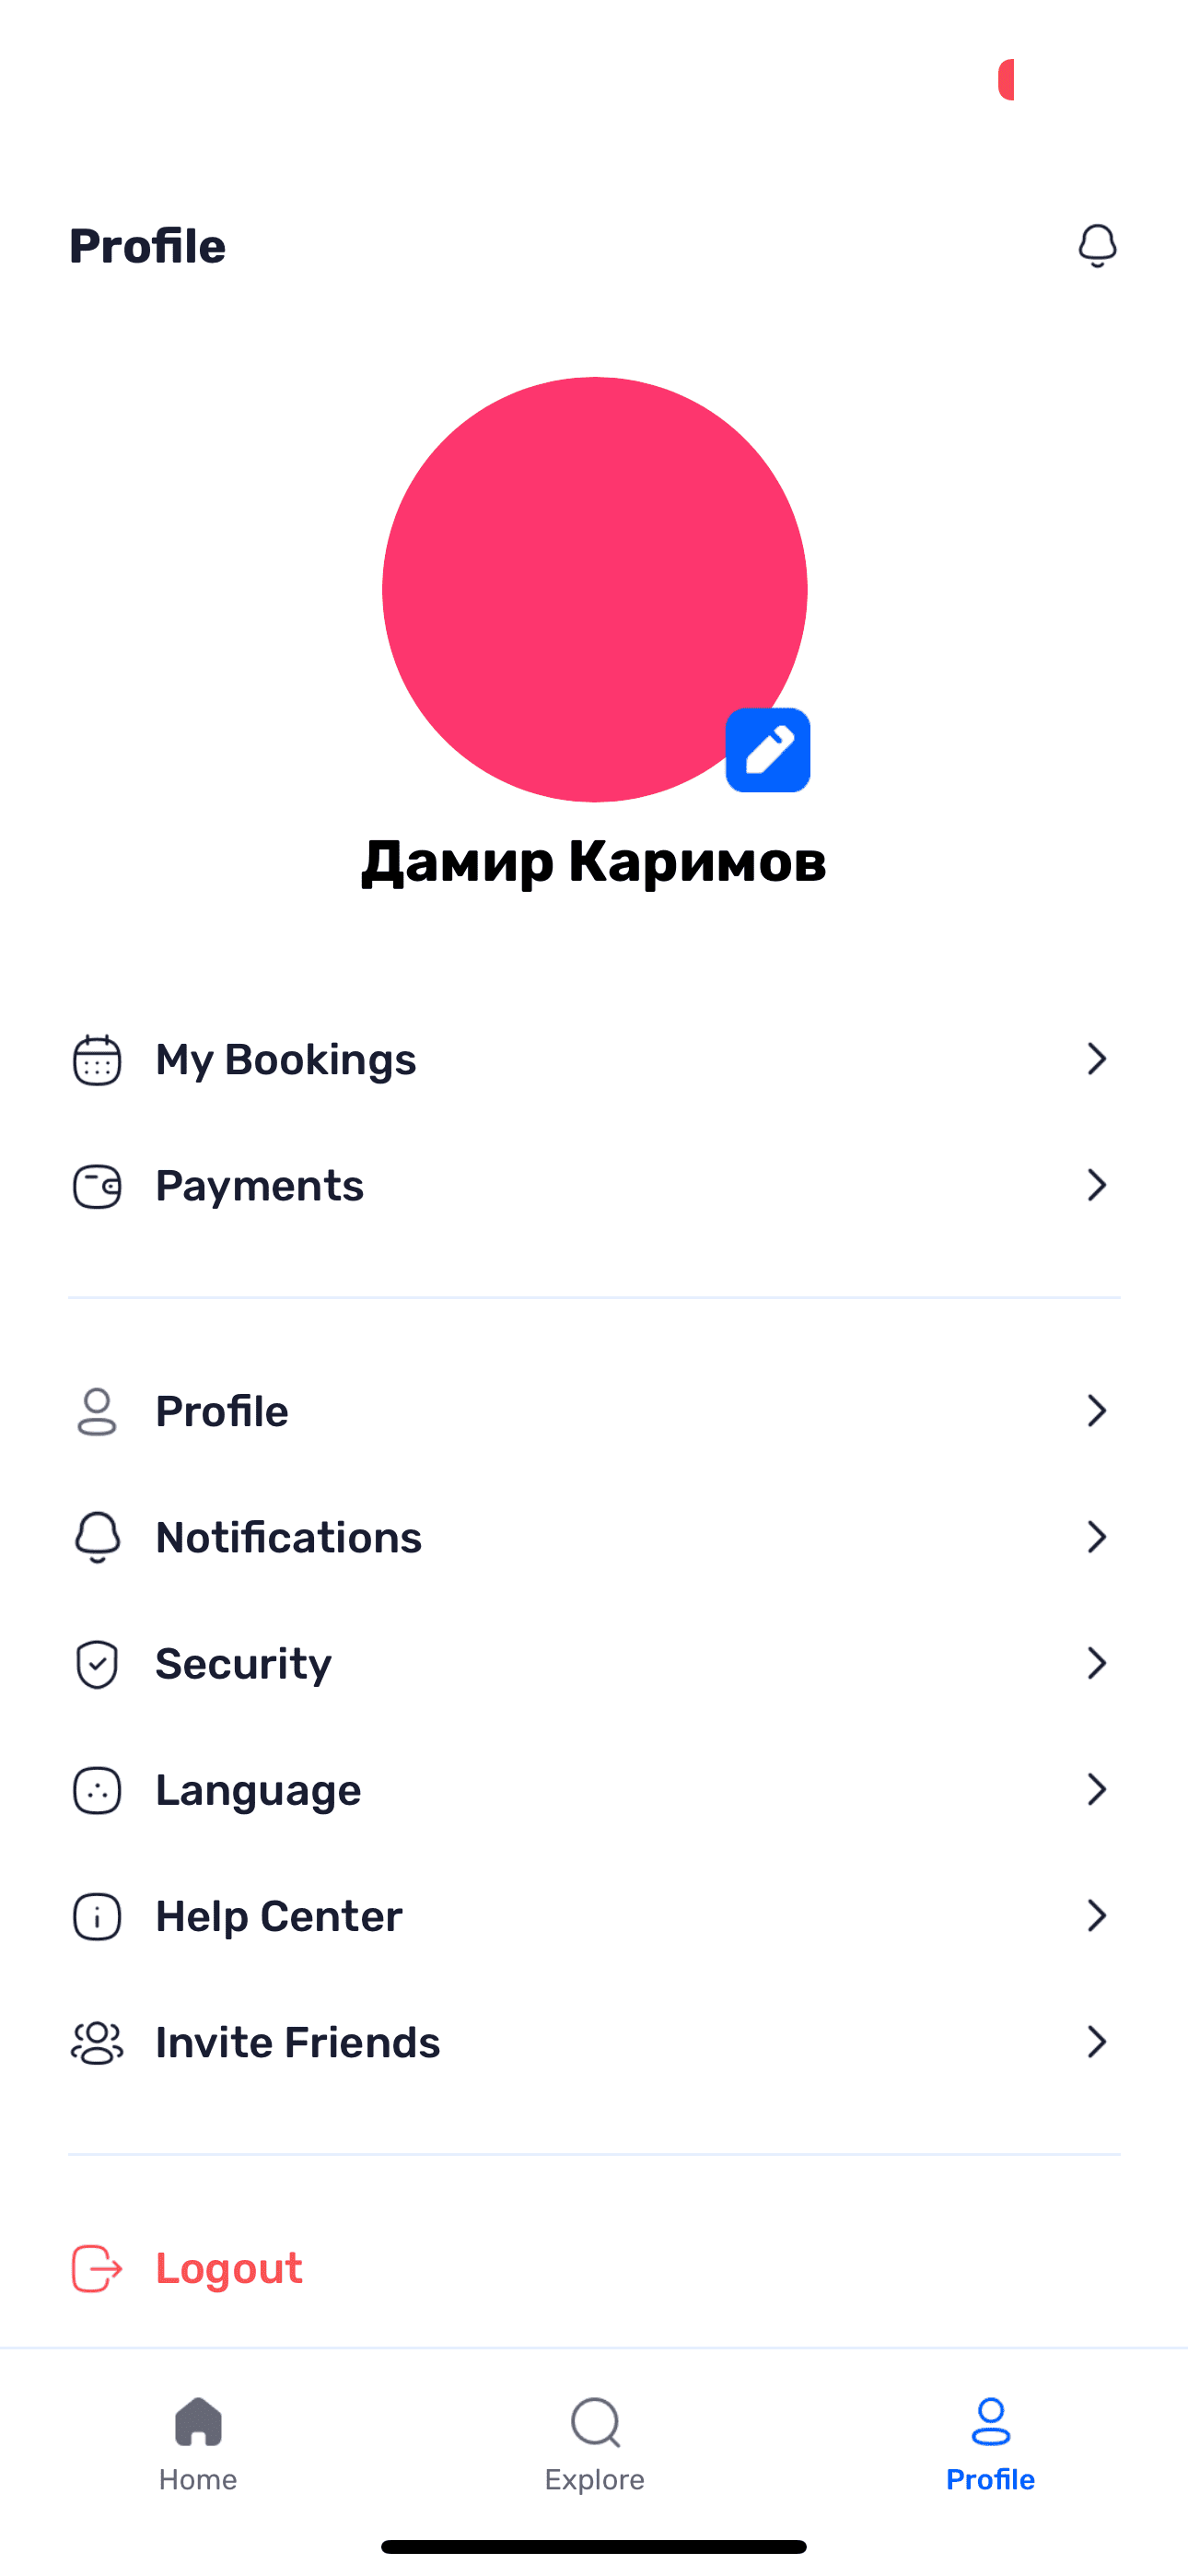 Profile
Дамир Каримов
My Bookings
Payments
Profile
Notifications
Security
Language
Help Center
Invite Friends
Logout
Home
Explore
Profile